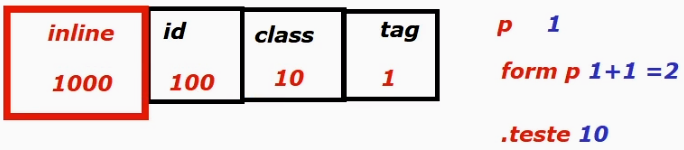 inline id class tag
1000 100 10 1
p 1
form p 1+1 =2
.teste 10